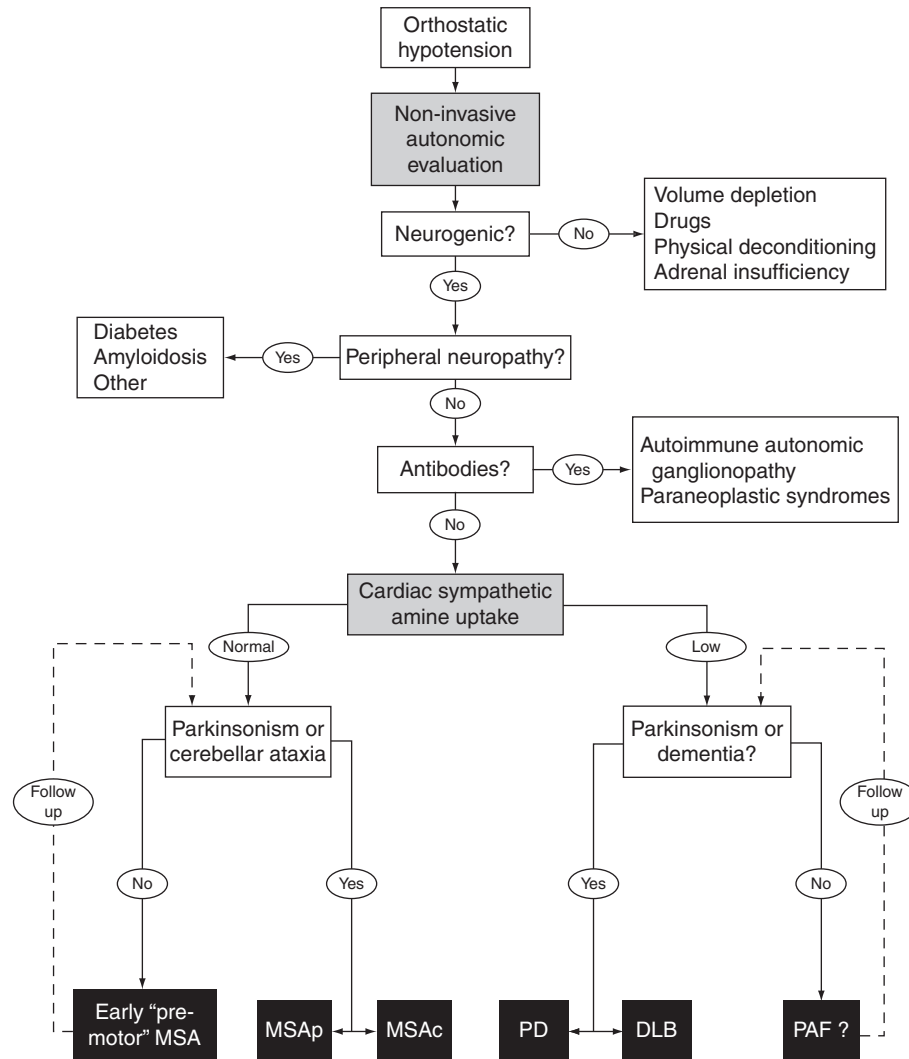 Orthostatic
hypotension
Non-invasive
autonomic
evaluation
Neurogenic?
No
Volume depletion
Drugs
Physical deconditioning
Adrenal insufficiency
Yes
Diabetes
Amyloidosis
Other
Yes
Peripheral neuropathy?
No
Antibodies?
Yes
Autoimmune autonomic
ganglionopathy
Paraneoplastic syndromes
No
Cardiac sympathetic
amine uptake
Normal
Low
Parkinsonism or
cerebellar ataxia
Parkinsonism or
dementia?
Follow
up
Follow
up
No
Yes
Yes
No
Early “pre-
motor” MSA
MSAp
MSAc
PD
DLB
PAF ?